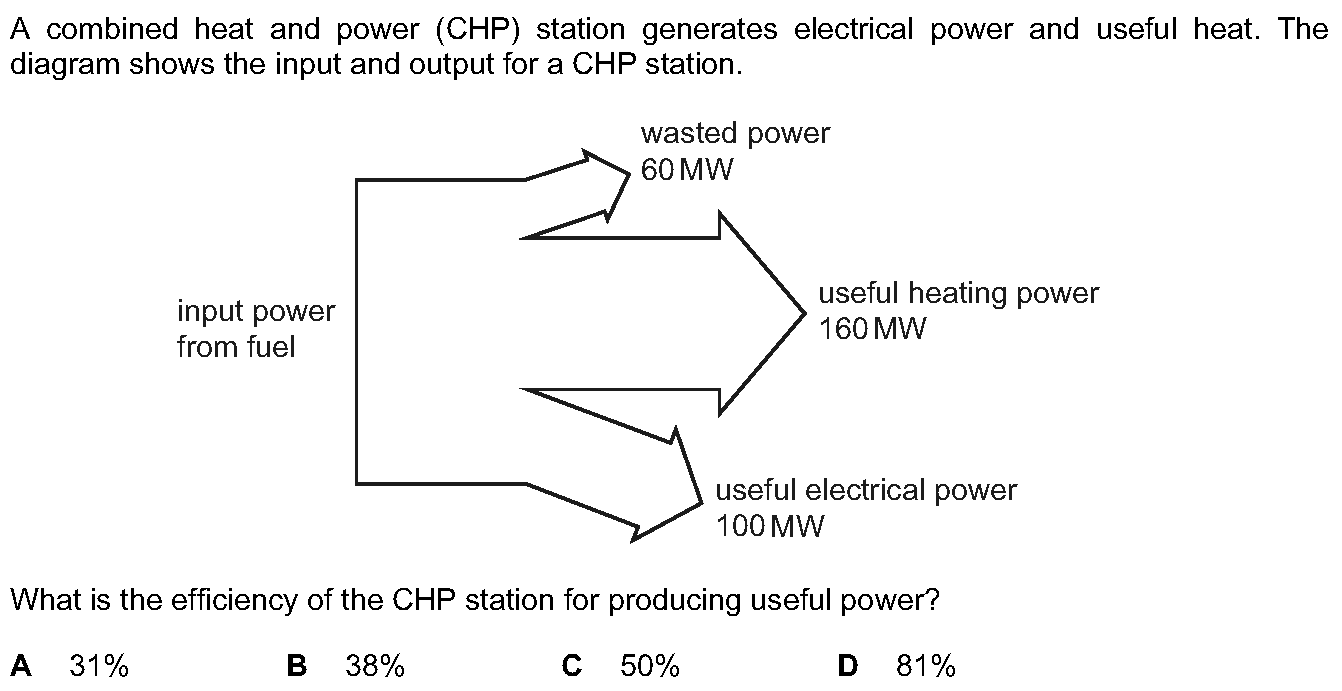 A combined heat and power (CHP) station generates electrical power and useful heat. The
diagram shows the input and output for a CHP station.
wasted power
60 MW
input power
from fuel
useful heating power
160 MW
useful electrical power
100 MW
What is the efficiency of the CHP station for producing useful power?
A 31% B 38% C 50% D 81%